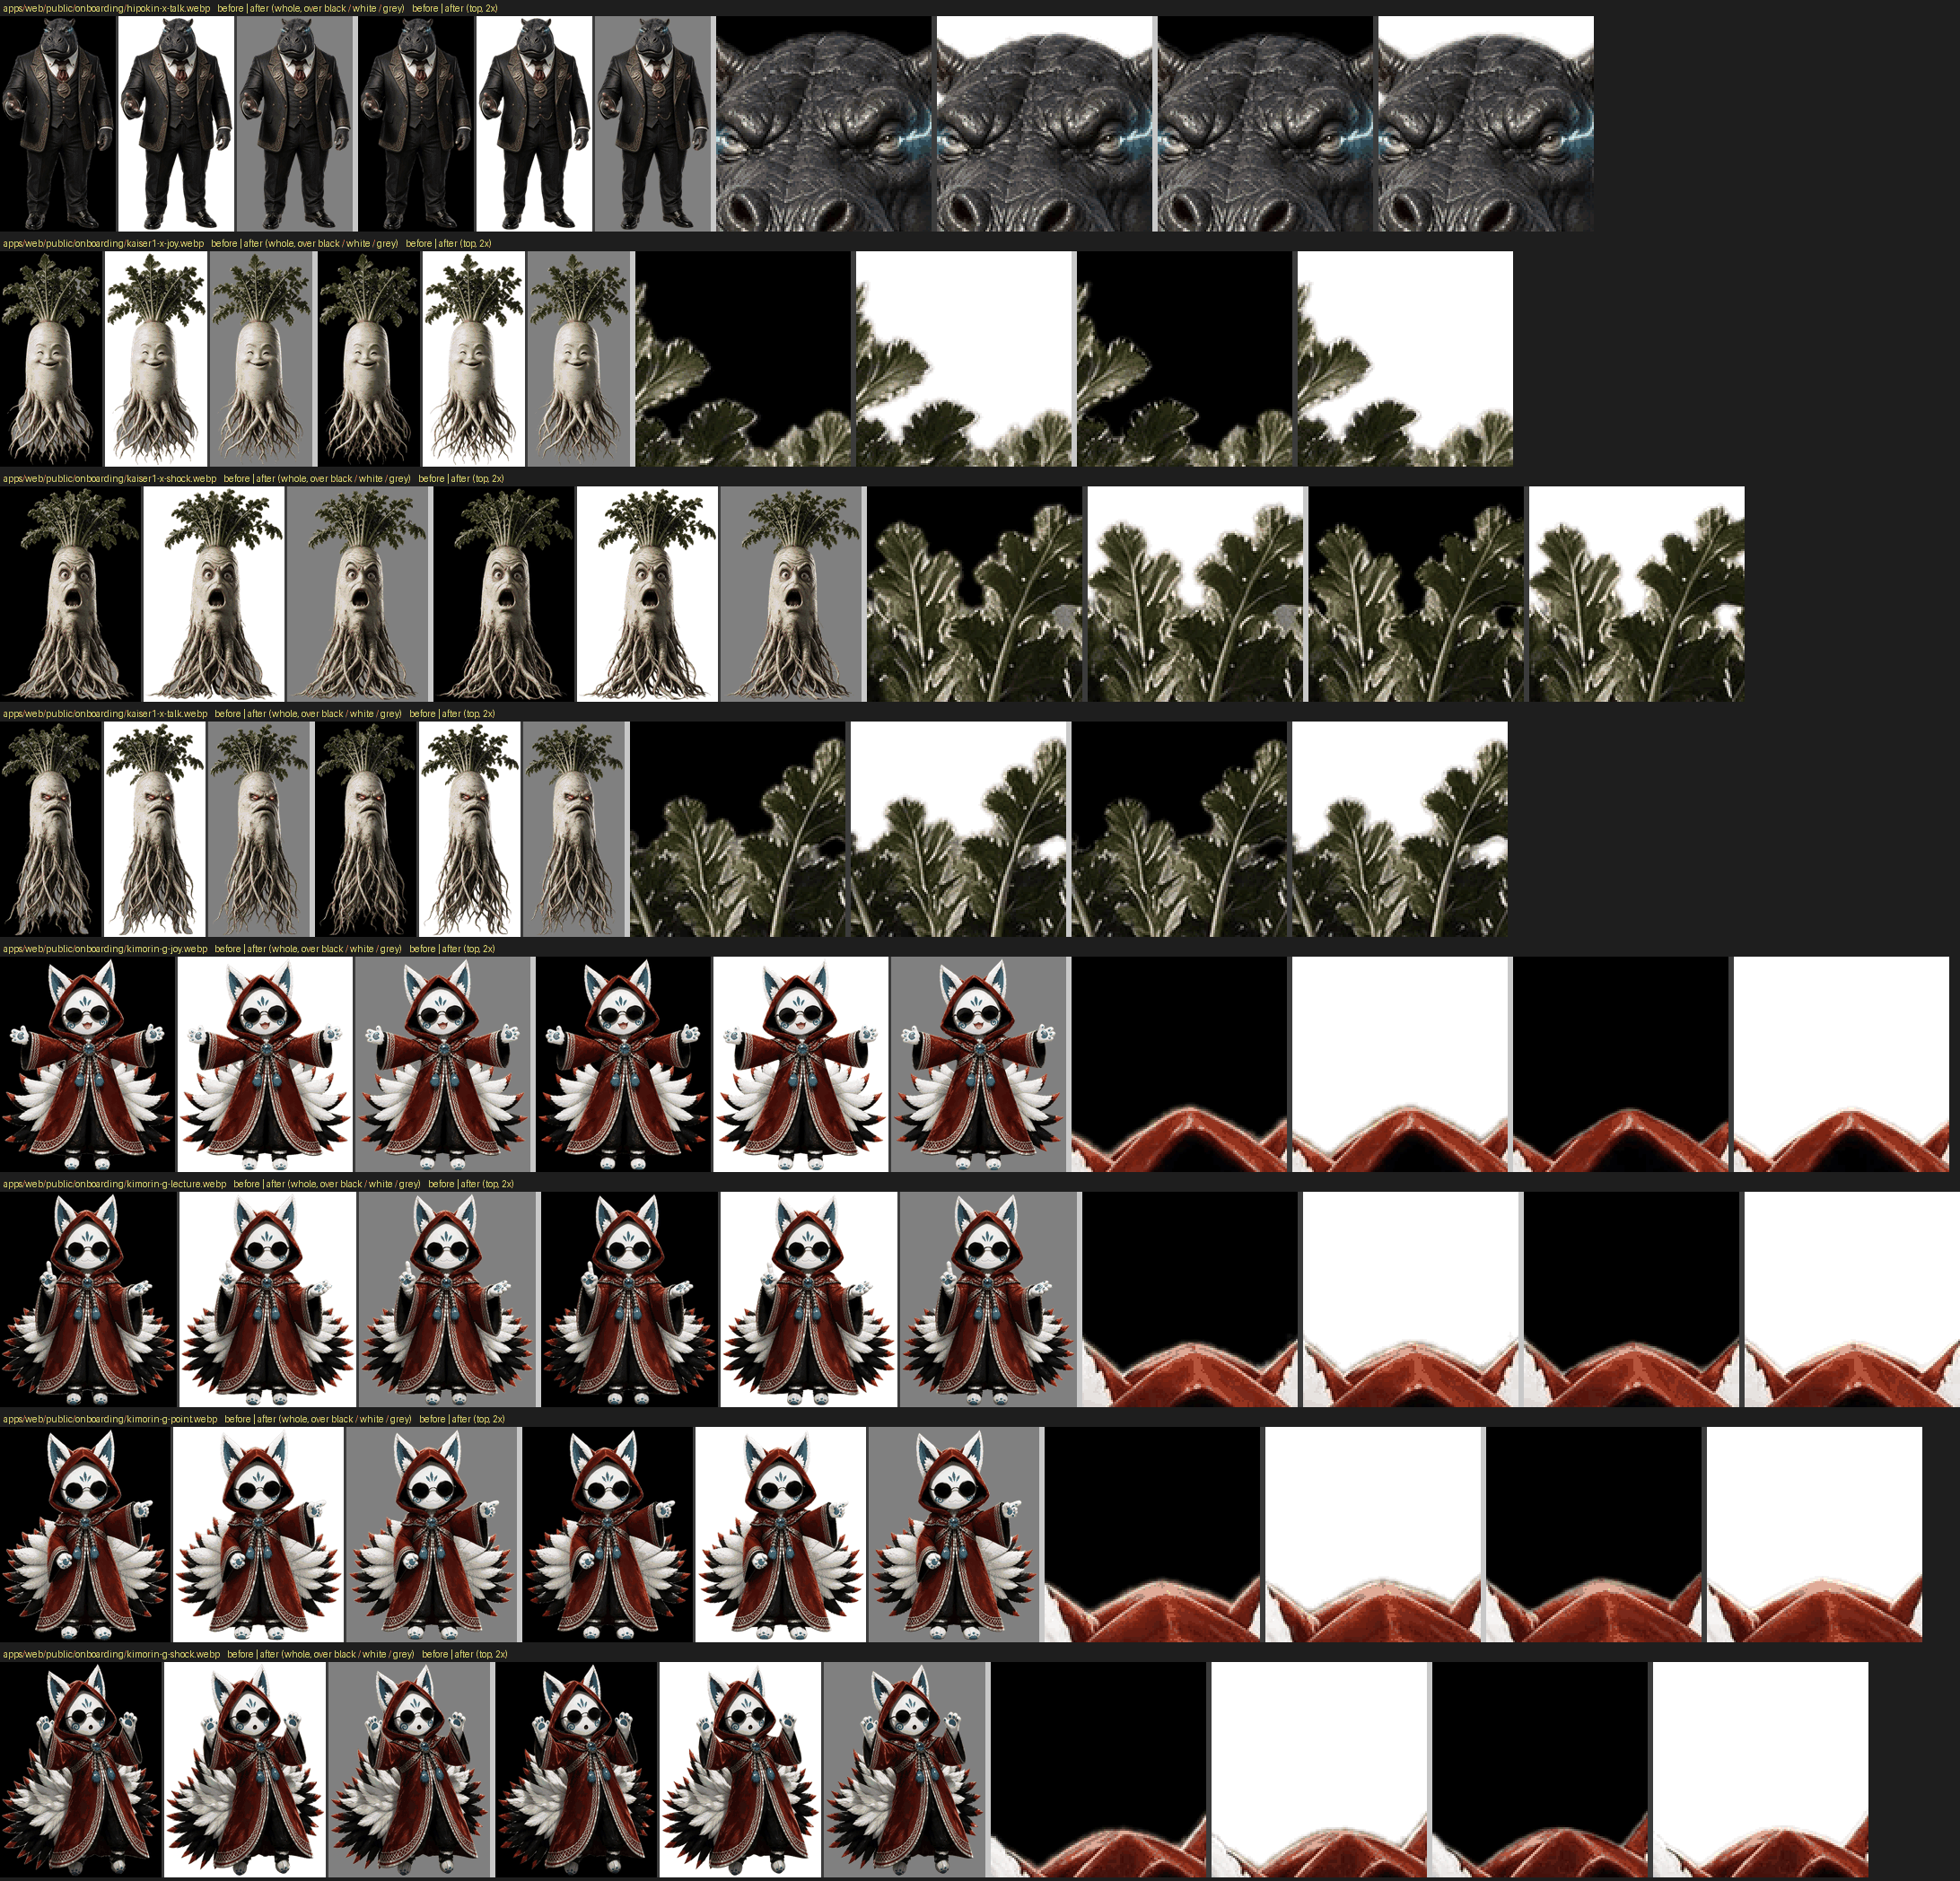 apps/web/public/onboarding/hipokin-x-talk.webp before | after (whole, over black / white / grey) before | after (top, 2x)
apps/web/public/onboarding/kaiser1-x-joy.webp before | after (whole, over black / white / grey) before | after (top, 2x)
apps/web/public/onboarding/kaiser1-x-shock.webp before | after (whole, over black / white / grey) before | after (top, 2x)
apps/web/public/onboarding/kaiser1-x-talk.webp before | after (whole, over black / white / grey) before | after (top, 2x)
apps/web/public/onboarding/kimorin-g-joy.webp before | after (whole, over black / white / grey) before | after (top, 2x)
apps/web/public/onboarding/kimorin-g-lecture.webp before | after (whole, over black / white / grey) before | after (top, 2x)
apps/web/public/onboarding/kimorin-g-point.webp before | after (whole, over black / white / grey) before | after (top, 2x)
apps/web/public/onboarding/kimorin-g-shock.webp before | after (whole, over black / white / grey) before | after (top, 2x)